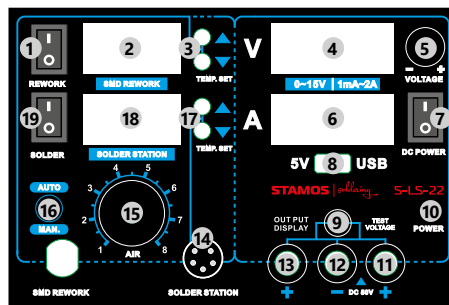 1
2
3
V
4
5
VOLTAGE
REWORK
SMD REWORK
TEMP. SET
0~15V | 1mA~2A
19
18
17
A
6
7
SOLDER
SOLDER STATION
TEMP. SET
DC POWER
5V 8 USB
AUTO
16
MAN.
1 2 3 4 5 6 7 8
15
AIR
STAMOS soldering S-LS-22
10
POWER
OUT PUT
DISPLAY
9
TEST
VOLTAGE
14
13
12
11
+ − DC 50V +
SMD REWORK
SOLDER STATION